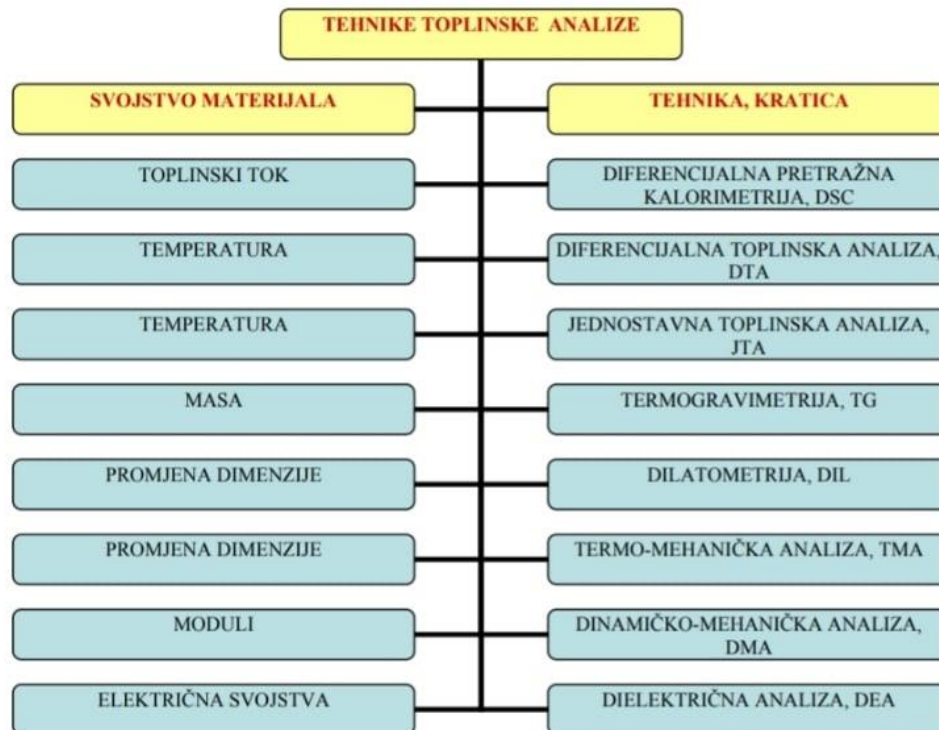 TEHNIKE TOPLINSKE ANALIZE
SVOJSTVO MATERIJALA
TEHNIKA, KRATICA
TOPLINSKI TOK
DIFERENCIJALNA PRETRAŽNA
KALORIMETRIJA, DSC
TEMPERATURA
DIFERENCIJALNA TOPLINSKA ANALIZA,
DTA
TEMPERATURA
JEDNOSTAVNA TOPLINSKA ANALIZA,
JTA
MASA
TERMOGRAVIMETRIJA, TG
PROMJENA DIMENZIJE
DILATOMETRIJA, DIL
PROMJENA DIMENZIJE
TERMO-MEHANIČKA ANALIZA, TMA
MODULI
DINAMIČKO-MEHANIČKA ANALIZA,
DMA
ELEKTRIČNA SVOJSTVA
DIELEKTRIČNA ANALIZA, DEA